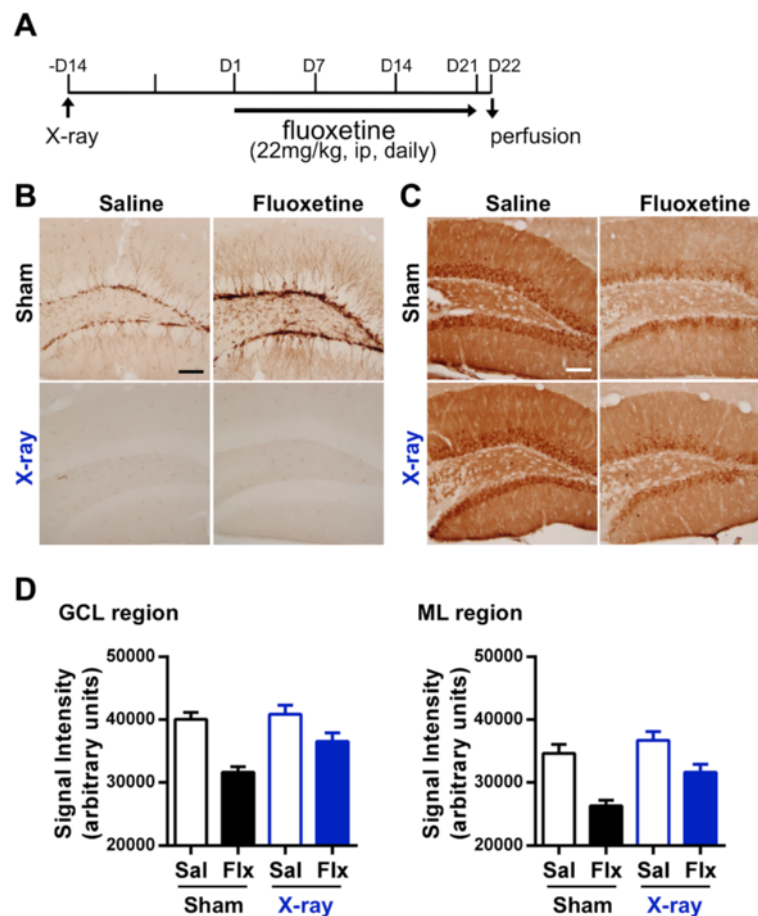 A
-D14 D1 D7 D14 D21 D22
X-ray fluoxetine perfusion
(22mg/kg, ip, daily)
B
Saline Fluoxetine
Sham
X-ray
C
Saline Fluoxetine
Sham
X-ray
D
GCL region
Signal Intensity
(arbitrary units)
50000
40000
30000
20000
Sal Flx Sal Flx
Sham X-ray
ML region
Signal Intensity
(arbitrary units)
50000
40000
30000
20000
Sal Flx Sal Flx
Sham X-ray